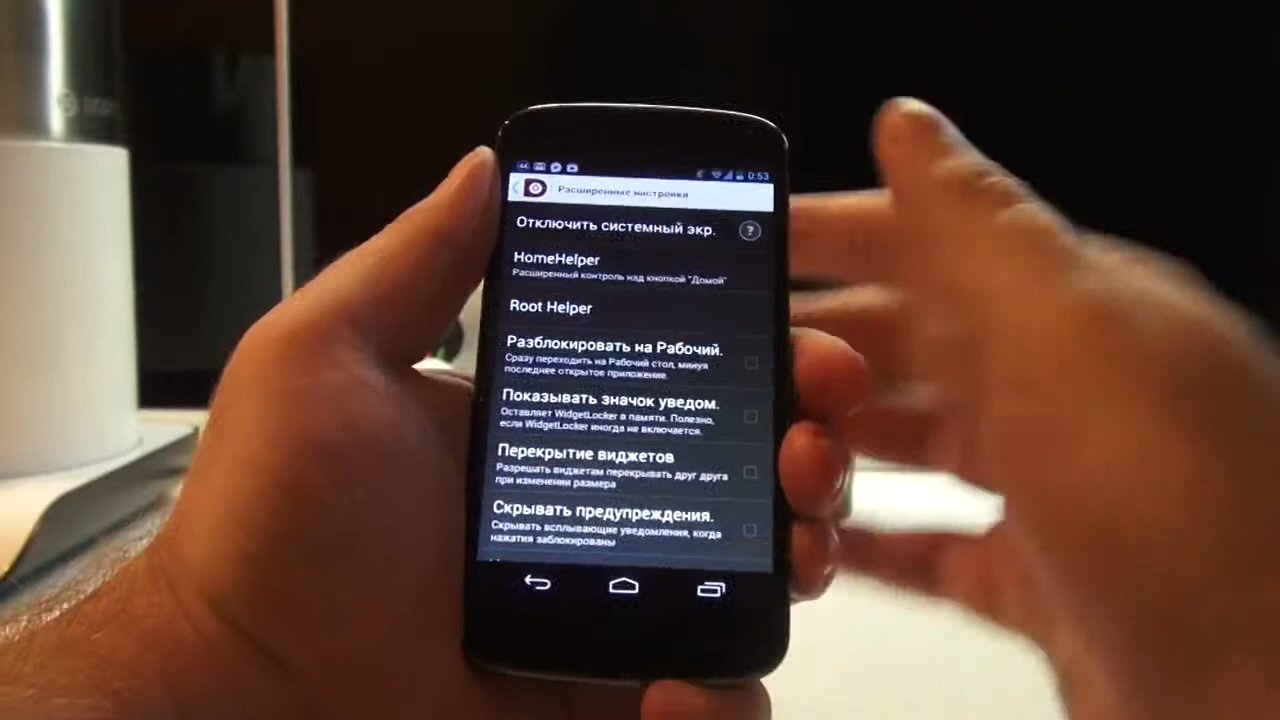 0:53
Расширенные настройки
Отключить системный экр.
?
HomeHelper
Расширенный контроль над кнопкой "Домой"
Root Helper
Разблокировать на Рабочий.
Сразу переходить на Рабочий стол, минуя
последнее открытое приложение.
Показывать значок уведом.
Оставляет WidgetLocker в памяти. Полезно,
если WidgetLocker иногда не включается.
Перекрытие виджетов
Разрешать виджетам перекрывать друг друга
при изменении размера
Скрывать предупреждения.
Скрывать всплывающие уведомления, когда
нажатия заблокированы